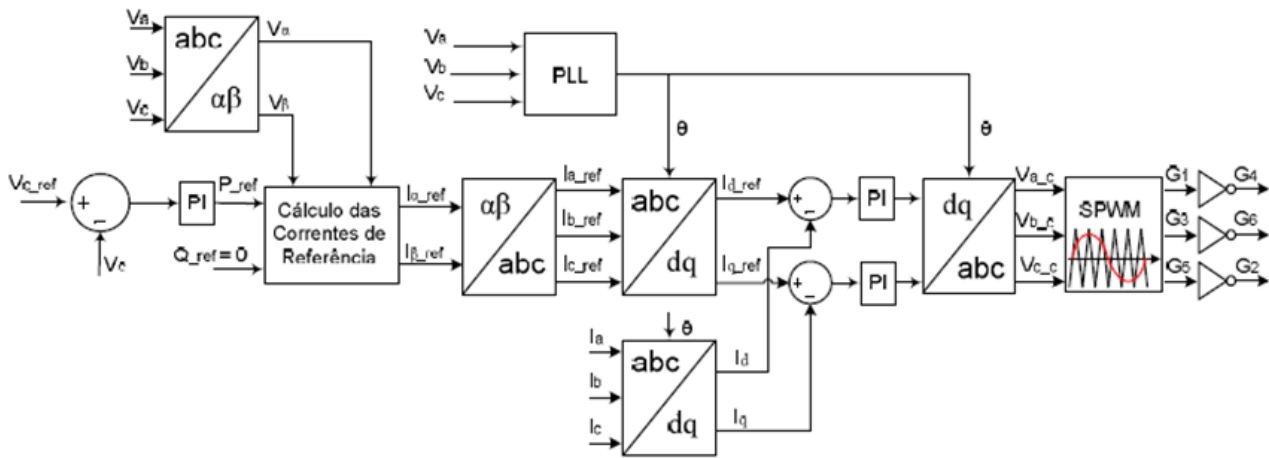 Va
Vb
Vc
abc
αβ
Vα
Vβ
Va
Vb
Vc
PLL
θ
θ
Vc_ref
+
−
Vc
PI
P_ref
Q_ref = 0
Cálculo das
Correntes de
Referência
Iα_ref
Iβ_ref
αβ
abc
Ia_ref
Ib_ref
Ic_ref
abc
dq
Id_ref
Iq_ref
+
−
+
−
PI
PI
dq
abc
Va_c
Vb_c
Vc_c
SPWM
G1
G3
G5
G4
G6
G2
θ
Ia
Ib
Ic
abc
dq
Id
Iq